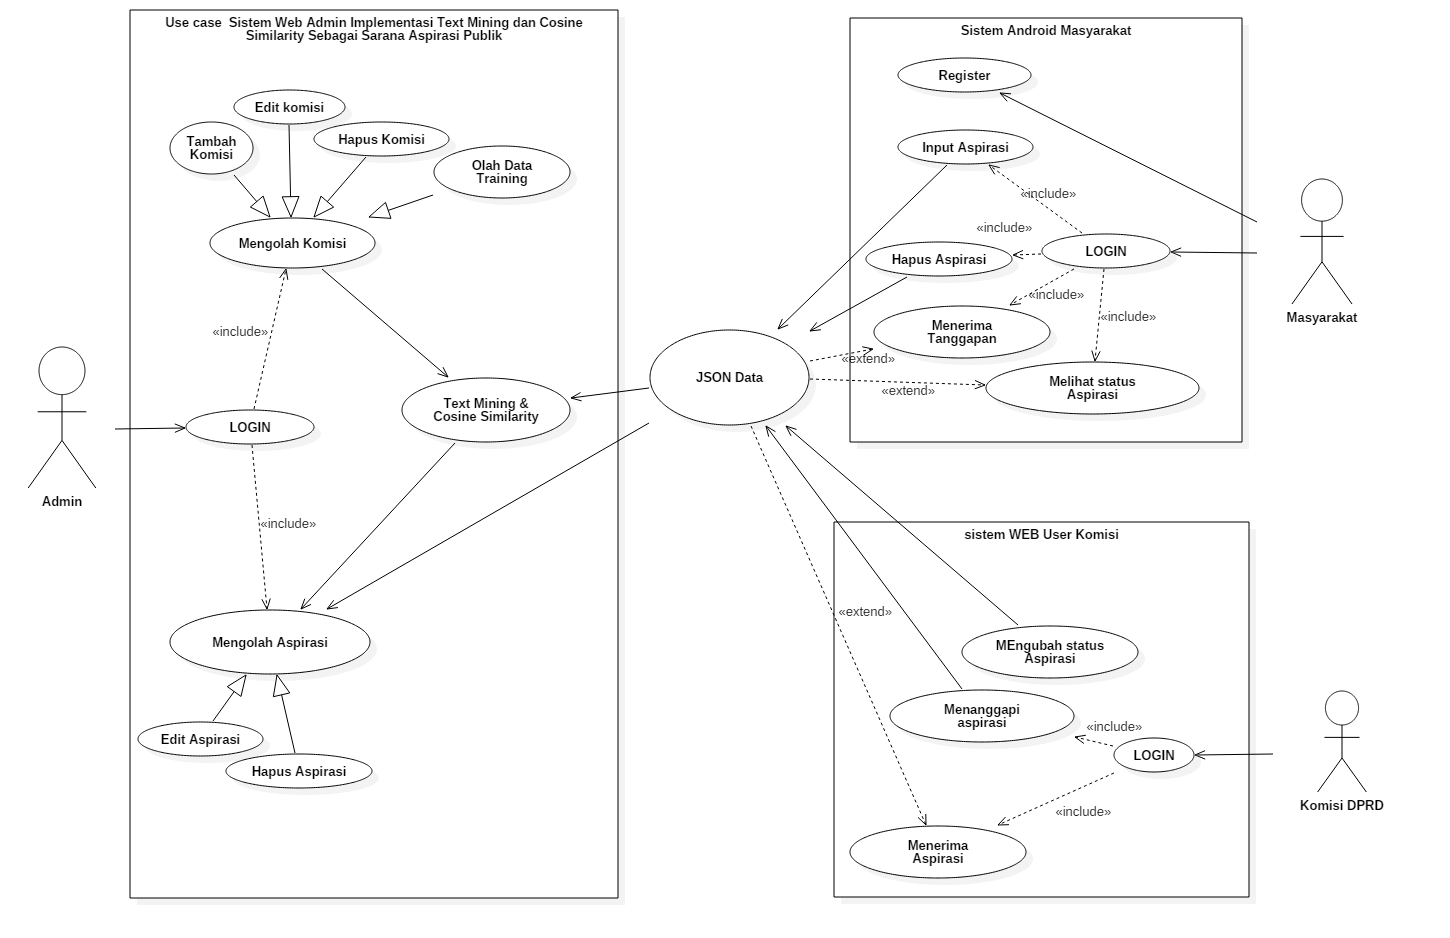 Use case  Sistem Web Admin Implementasi Text Mining dan Cosine
Similarity Sebagai Sarana Aspirasi Publik
Edit komisi
Tambah
Komisi
Hapus Komisi
Olah Data
Training
Mengolah Komisi
«include»
Admin
LOGIN
Text Mining &
Cosine Similarity
«include»
Mengolah Aspirasi
Edit Aspirasi
Hapus Aspirasi
JSON Data
Sistem Android Masyarakat
Register
Input Aspirasi
«include»
«include»
Hapus Aspirasi
LOGIN
«include»
Menerima
Tanggapan
«include»
«extend»
Melihat status
Aspirasi
«extend»
Masyarakat
sistem WEB User Komisi
«extend»
MEngubah status
Aspirasi
Menanggapi
aspirasi
«include»
LOGIN
«include»
Menerima
Aspirasi
Komisi DPRD